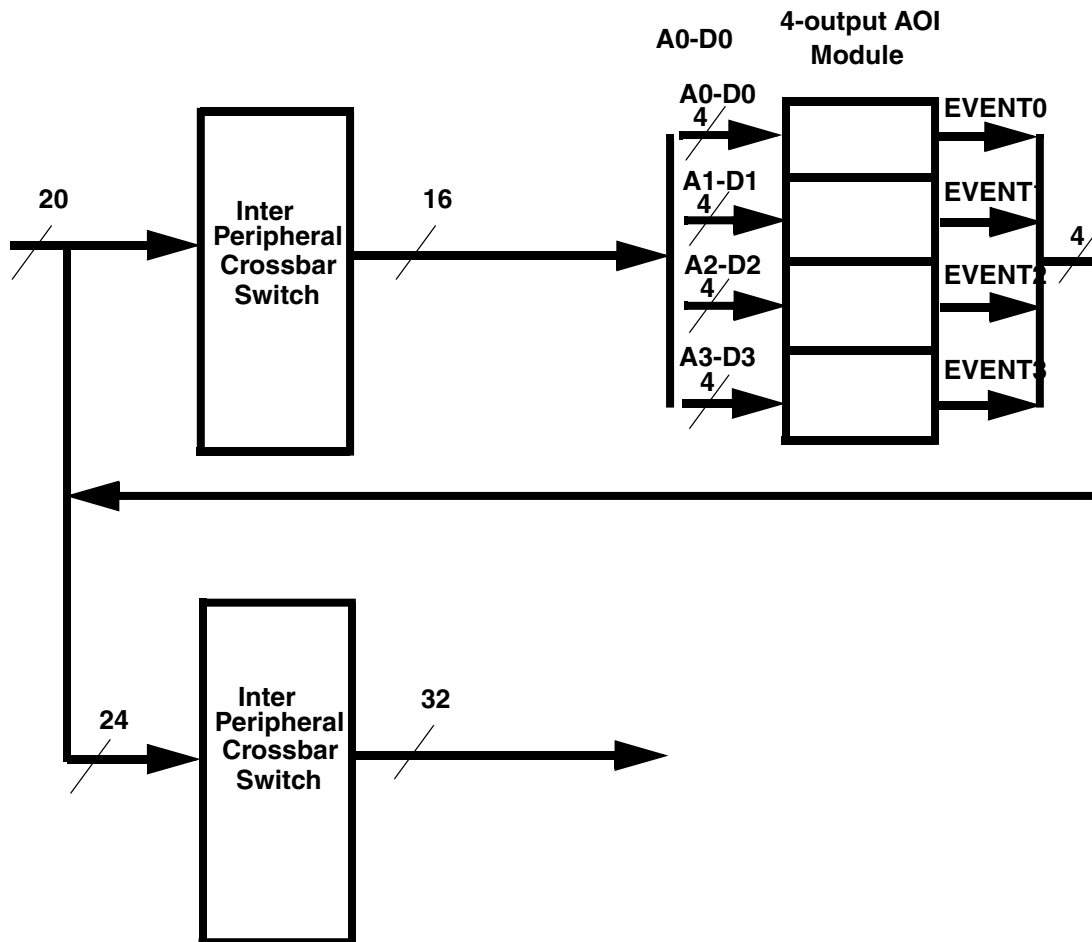 4-output AOI
Module
A0-D0
A0-D0
4
EVENT0
20
Inter
Peripheral
Crossbar
Switch
16
A1-D1
4
EVENT1
A2-D2
4
EVENT2
4
A3-D3
4
EVENT3
24
Inter
Peripheral
Crossbar
Switch
32